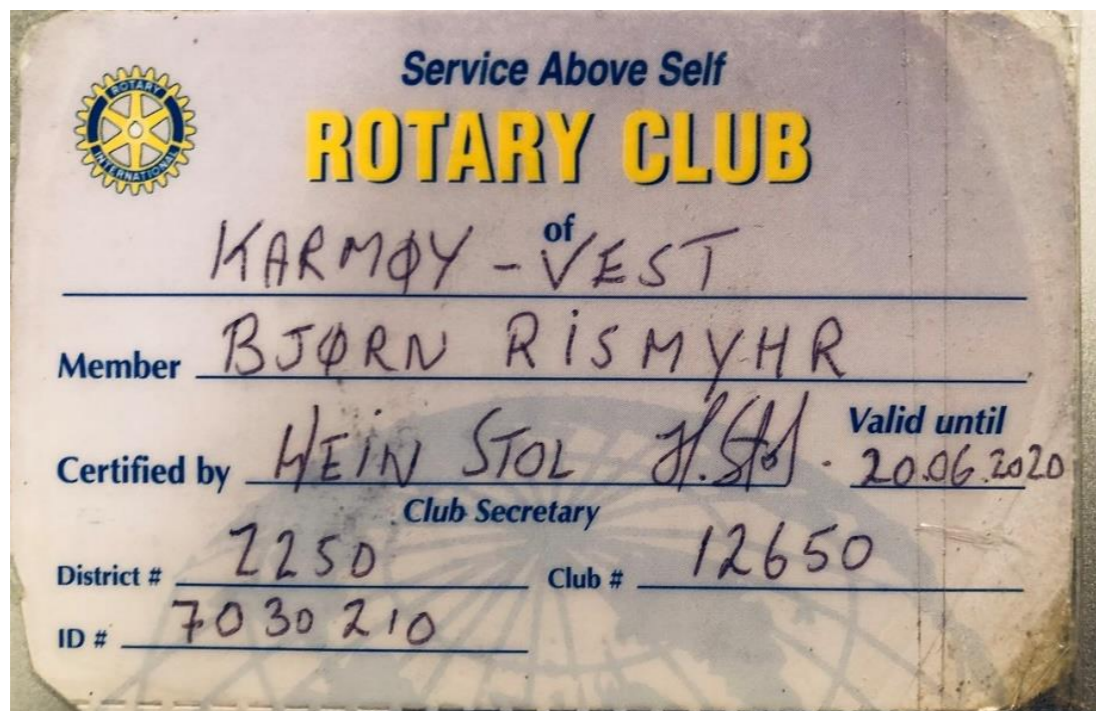 Service Above Self
ROTARY INTERNATIONAL
ROTARY CLUB
of
KARMØY - VEST
Member BJØRN RISMYHR
Certified by HEIN STOL H. Stol. Valid until 20.06.2020
Club Secretary
District # 2250 Club # 12650
ID # 7030210